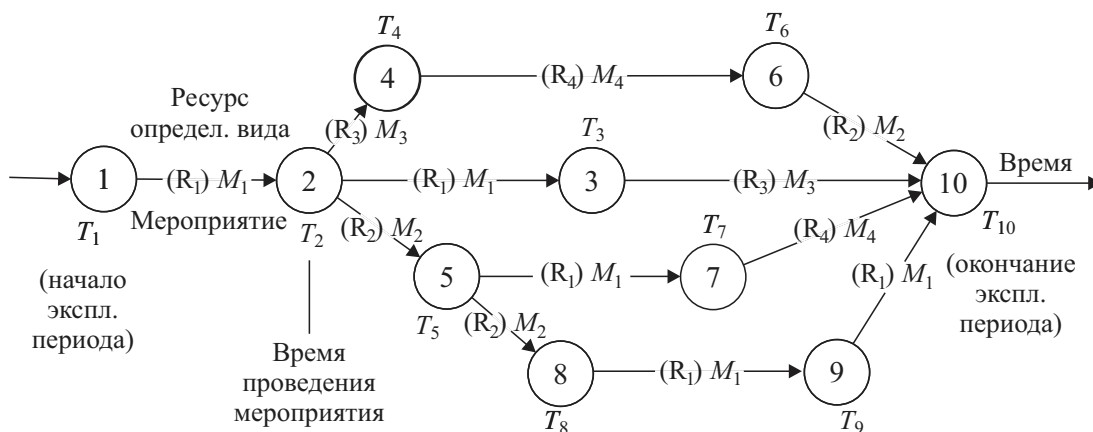 T₄
T₆
4
(R₄) M₄
6
Ресурс
определ. вида
(R₃) M₃
T₃
(R₂) M₂
1
(R₁) M₁
2
(R₁) M₁
3
(R₃) M₃
10
Время
T₁
Мероприятие
T₂
(R₂) M₂
T₇
(R₄) M₄
T₁₀
(начало
экспл.
периода)
5
(R₁) M₁
7
(R₁) M₁
(окончание
экспл.
периода)
T₅
(R₂) M₂
Время
проведения
мероприятия
8
(R₁) M₁
9
T₈
T₉